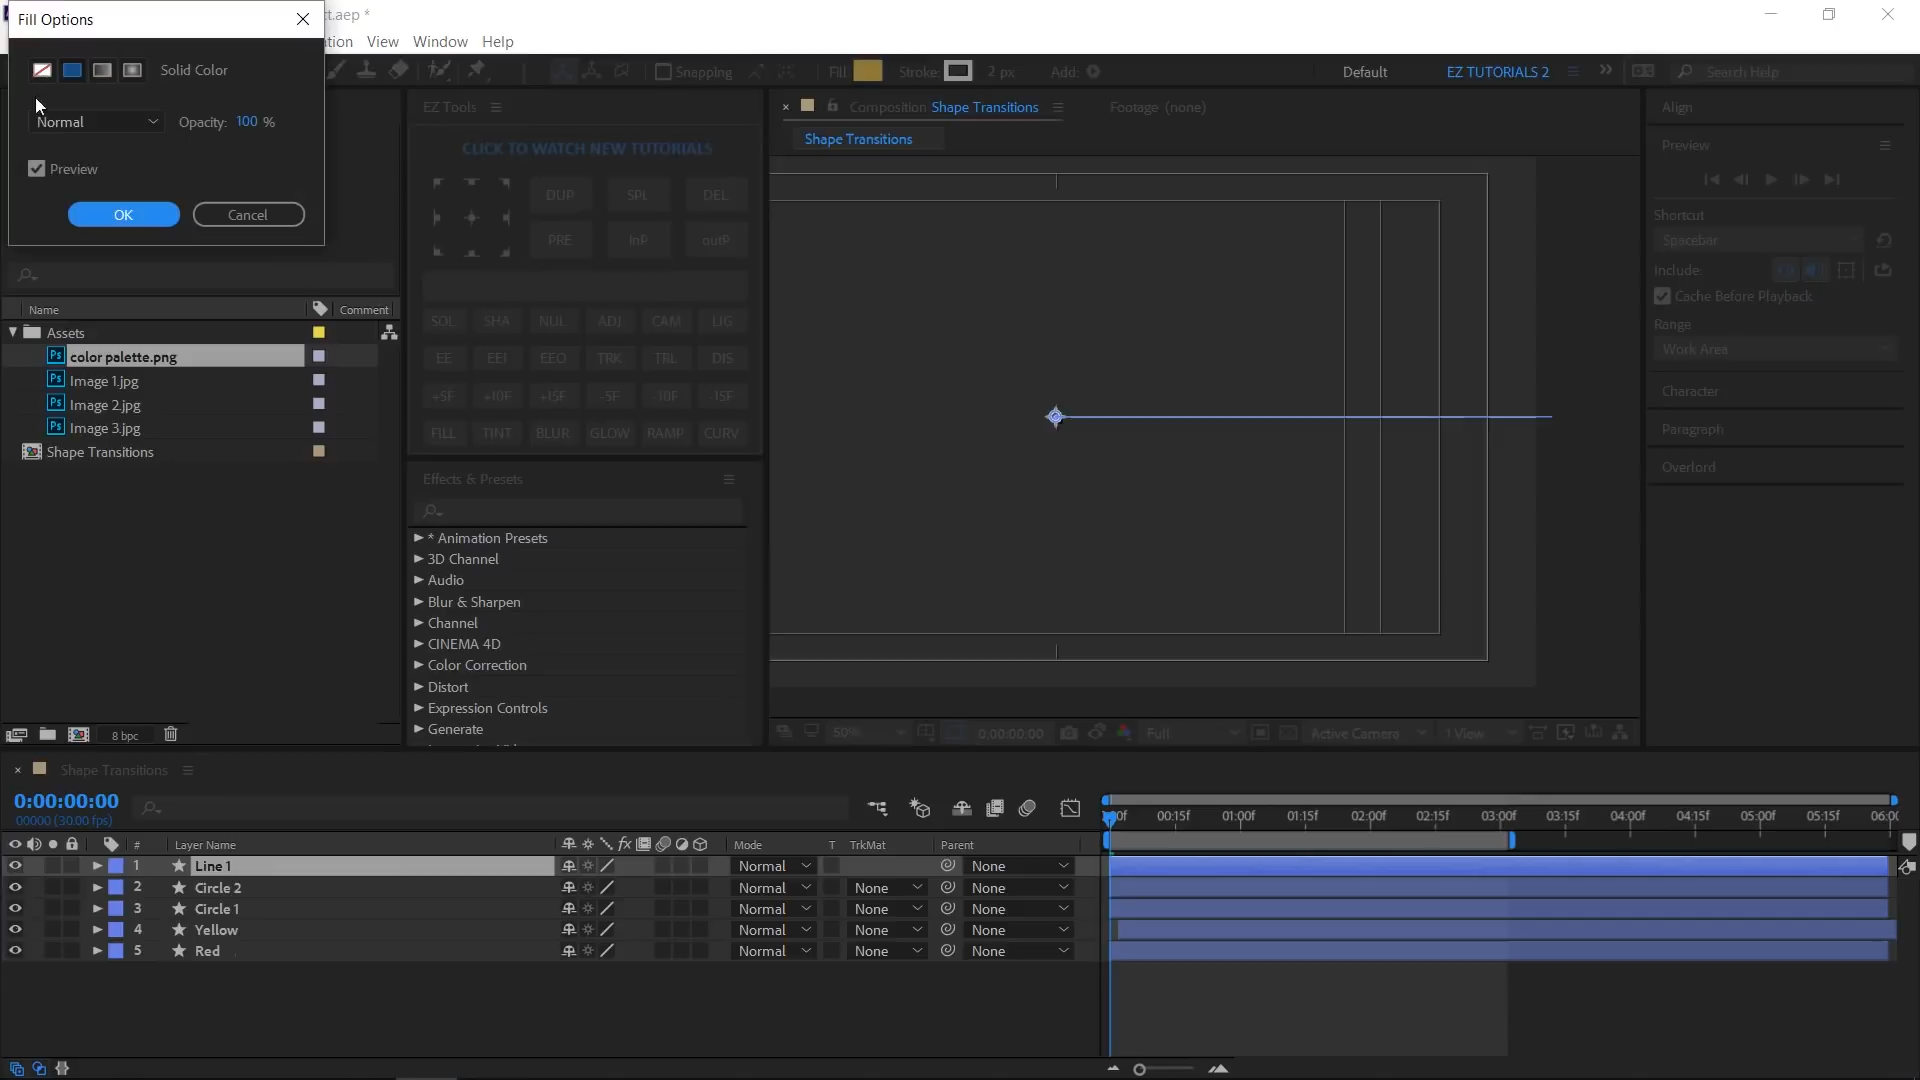 Fill Options
ct.aep *
View Window Help
Solid Color
Snapping
Fill
Stroke:
2 px
Add:
Default
EZ TUTORIALS 2
Search Help
Normal
Opacity: 100 %
Preview
OK
Cancel
Name
Comment
Assets
color palette.png
Image 1.jpg
Image 2.jpg
Image 3.jpg
Shape Transitions
8 bpc
EZ Tools
CLICK TO WATCH NEW TUTORIALS
DUP SPL DEL
PRE InP outP
SOL SHA NUL ADJ CAM LIG
EE EEI EEO TRK TRL DIS
+5F +10F +15F -5F -10F -15F
FILL TINT BLUR GLOW RAMP CURV
Effects & Presets
* Animation Presets
3D Channel
Audio
Blur & Sharpen
Channel
CINEMA 4D
Color Correction
Distort
Expression Controls
Generate
Composition Shape Transitions
Footage (none)
Shape Transitions
50%
0;00;00;00
Full
Active Camera
1 View
Align
Preview
Shortcut
Spacebar
Include:
Cache Before Playback
Range
Work Area
Character
Paragraph
Overlord
Shape Transitions
0:00:00:00
00000 (30.00 fps)
00f 00:15f 01:00f 01:15f 02:00f 02:15f 03:00f 03:15f 04:00f 04:15f 05:00f 05:15f 06:00
# Layer Name fx Mode T TrkMat Parent
1 Line 1 Normal None
2 Circle 2 Normal None None
3 Circle 1 Normal None None
4 Yellow Normal None None
5 Red Normal None None